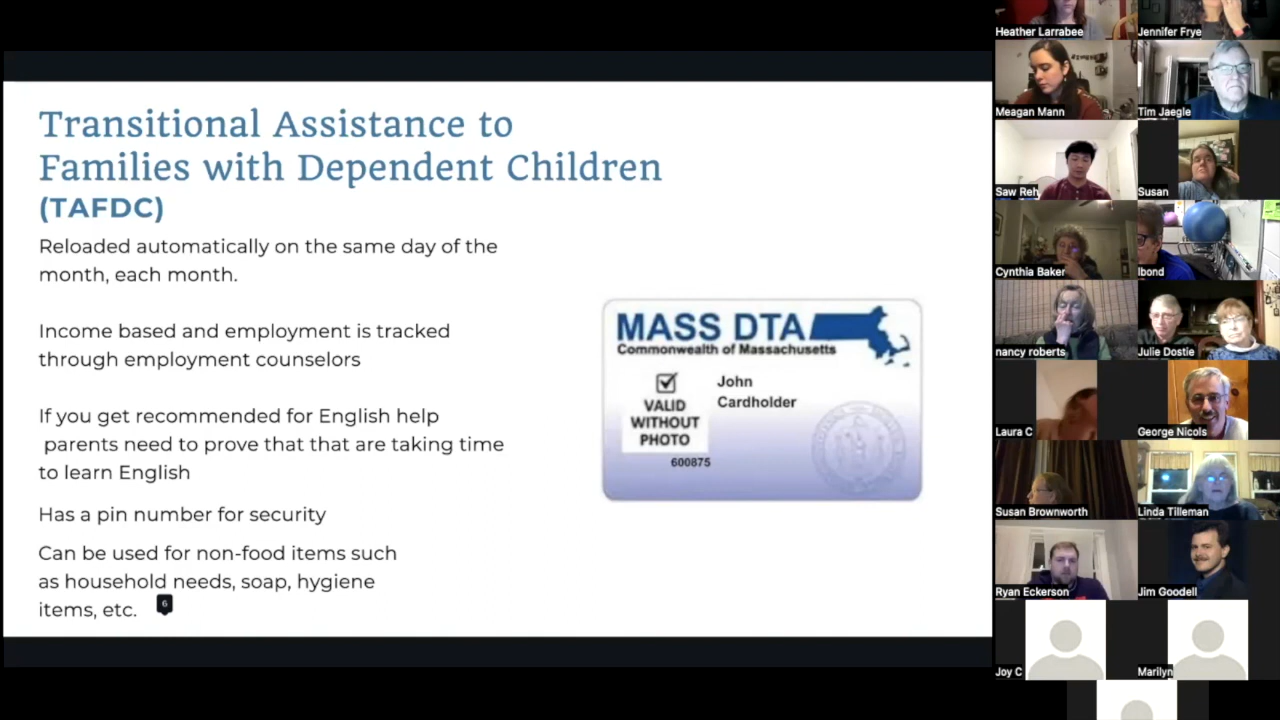 Transitional Assistance to
Families with Dependent Children
(TAFDC)
Reloaded automatically on the same day of the
month, each month.
Income based and employment is tracked
through employment counselors
If you get recommended for English help
parents need to prove that that are taking time
to learn English
Has a pin number for security
Can be used for non-food items such
as household needs, soap, hygiene
items, etc.
6
MASS DTA
Commonwealth of Massachusetts
John
Cardholder
VALID
WITHOUT
PHOTO
600875
Heather Larrabee
Jennifer Frye
Meagan Mann
Tim Jaegle
Saw Reh
Susan
Cynthia Baker
lbond
nancy roberts
Julie Dostie
Laura C
George Nicols
Susan Brownworth
Linda Tilleman
Ryan Eckerson
Jim Goodell
Joy C
Marilyn